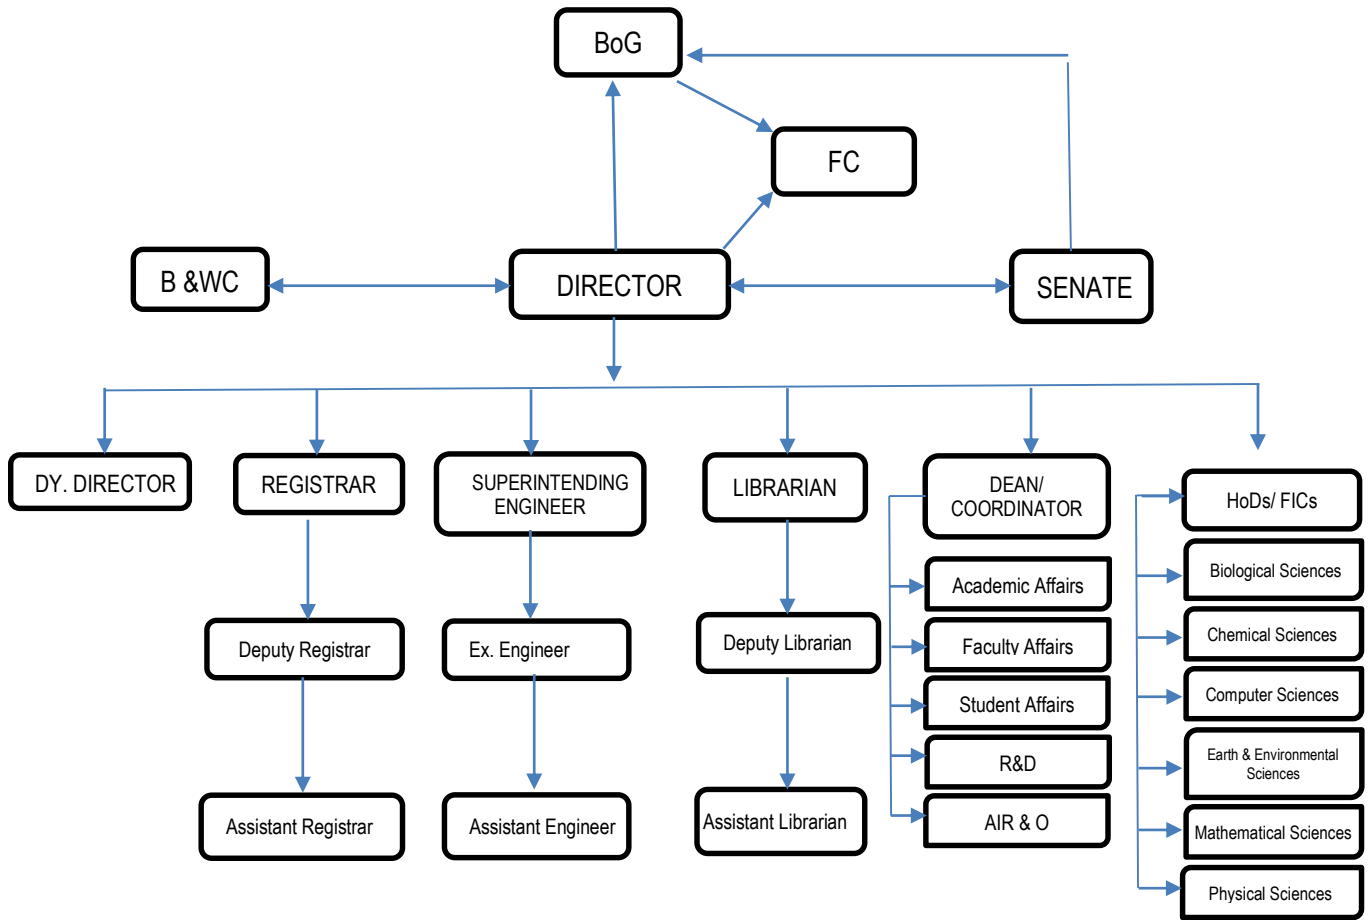 BoG
FC
B &WC
DIRECTOR
SENATE
DY. DIRECTOR
REGISTRAR
SUPERINTENDING
ENGINEER
LIBRARIAN
DEAN/
COORDINATOR
HoDs/ FICs
Academic Affairs
Biological Sciences
Deputy Registrar
Ex. Engineer
Deputy Librarian
Faculty Affairs
Chemical Sciences
Student Affairs
Computer Sciences
R&D
Earth & Environmental
Sciences
Assistant Registrar
Assistant Engineer
Assistant Librarian
AIR & O
Mathematical Sciences
Physical Sciences